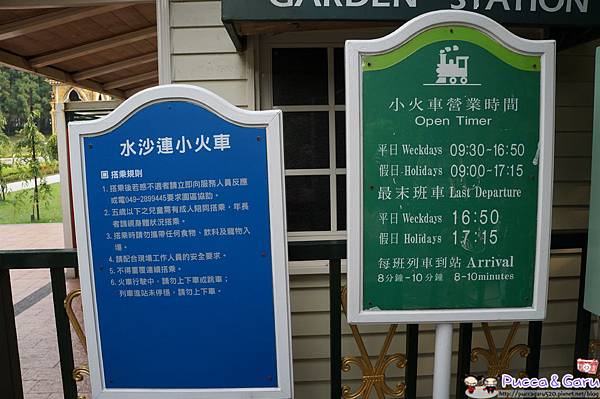 GARDEN STATION
水沙連小火車
搭乘規則
1. 搭乘後若感不適者請立即向服務人員反應
或電049-2899445要求園區協助。
2. 五歲以下之兒童需有成人陪同搭乘，年長
者請視身體狀況搭乘。
3. 搭乘時請勿攜帶任何食物、飲料及寵物入
場。
4. 請配合現場工作人員的安全要求。
5. 不得重覆連續搭乘。
6. 火車行駛中，請勿上下車或跳車；
列車進站未停穩，請勿上下車。
小火車營業時間
Open Timer
平日 Weekdays 09:30-16:50
假日 Holidays 09:00-17:15
最末班車 Last Departure
平日 Weekdays 16:50
假日 Holidays 17:15
每班列車到站 Arrival
8分鐘-10分鐘 8-10minutes
Pucca & Garu
http://puccagaru520.pixnet.net/blog